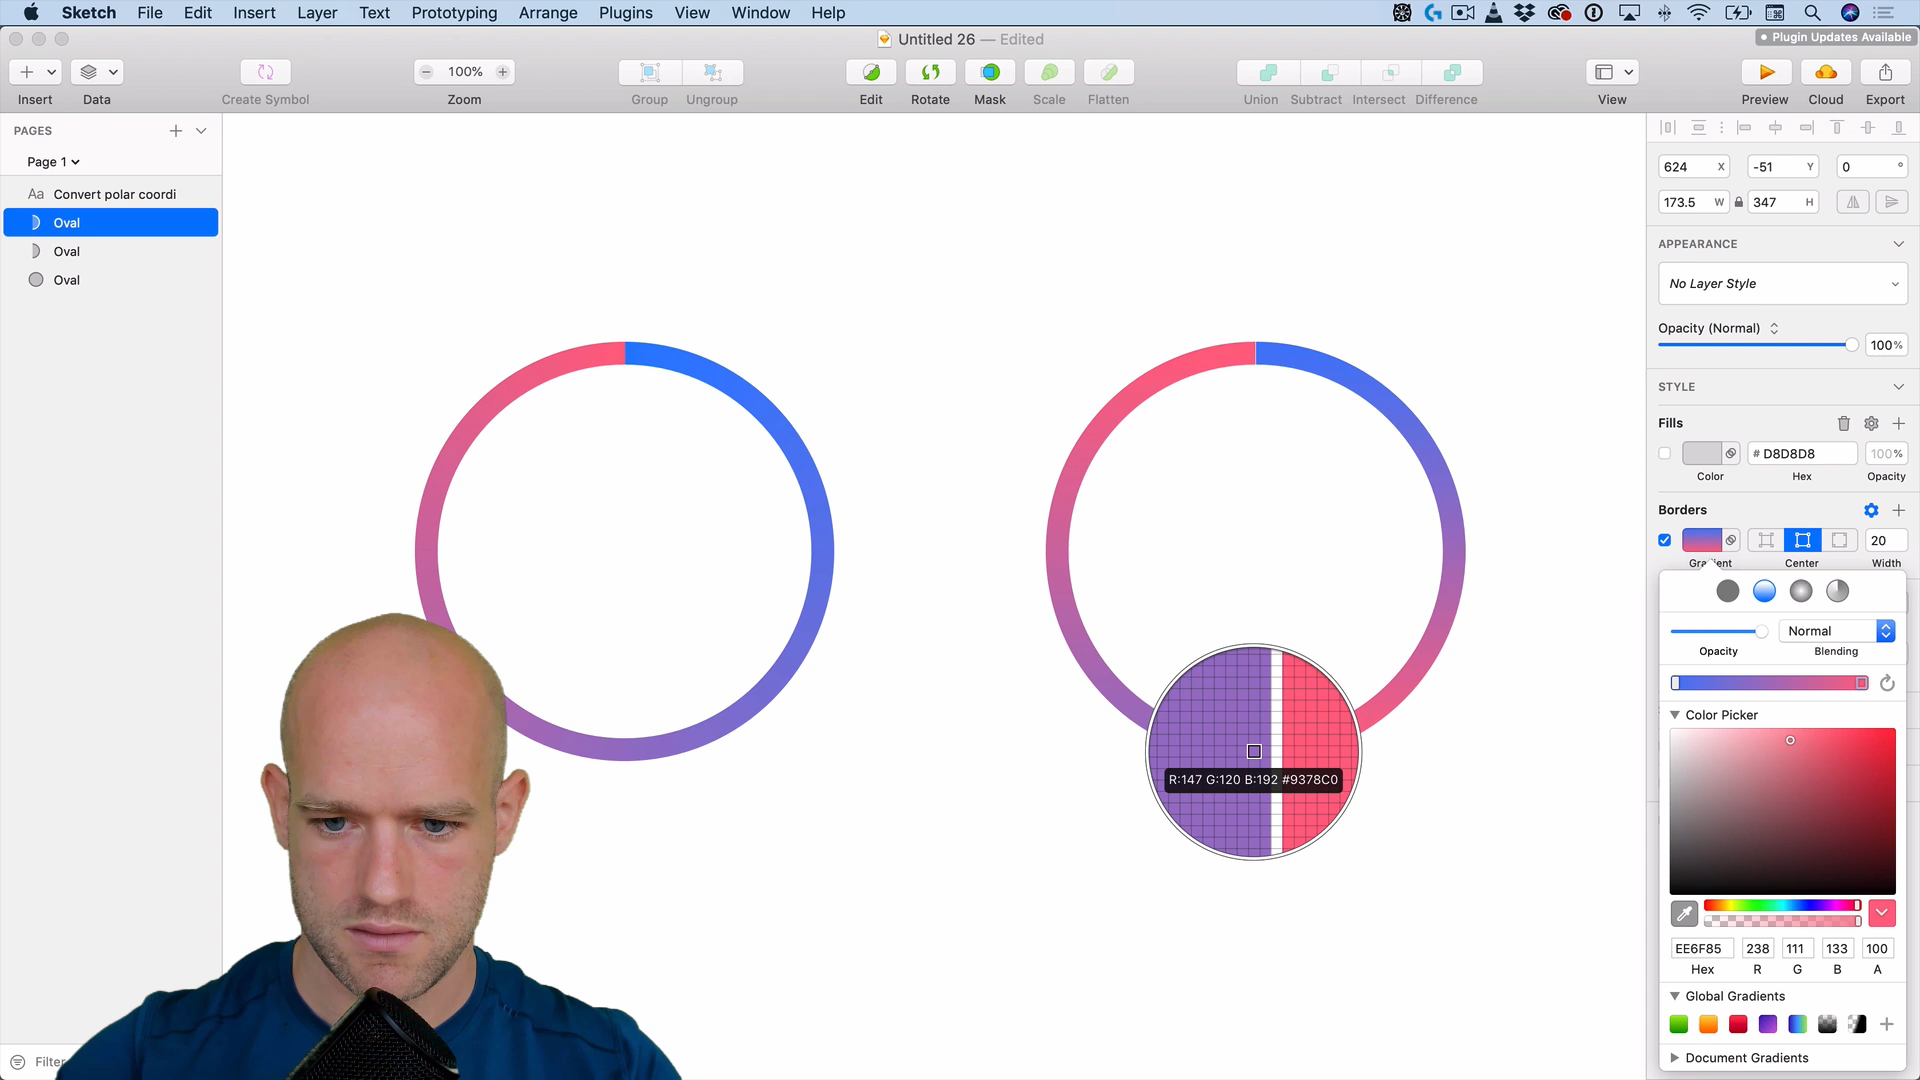 Sketch File Edit Insert Layer Text Prototyping Arrange Plugins View Window Help
Untitled 26 — Edited
Plugin Updates Available
100%
Insert Data Create Symbol Zoom Group Ungroup Edit Rotate Mask Scale Flatten Union Subtract Intersect Difference View Preview Cloud Export
PAGES
Page 1
Aa Convert polar coordi
Oval
Oval
Oval
Filter
624 X -51 Y 0 °
173.5 W 347 H
APPEARANCE
No Layer Style
Opacity (Normal)
100%
STYLE
Fills
# D8D8D8 100%
Color Hex Opacity
Borders
20
Gradient Center Width
Normal
Opacity Blending
Color Picker
R:147 G:120 B:192 #9378C0
EE6F85 238 111 133 100
Hex R G B A
Global Gradients
Document Gradients